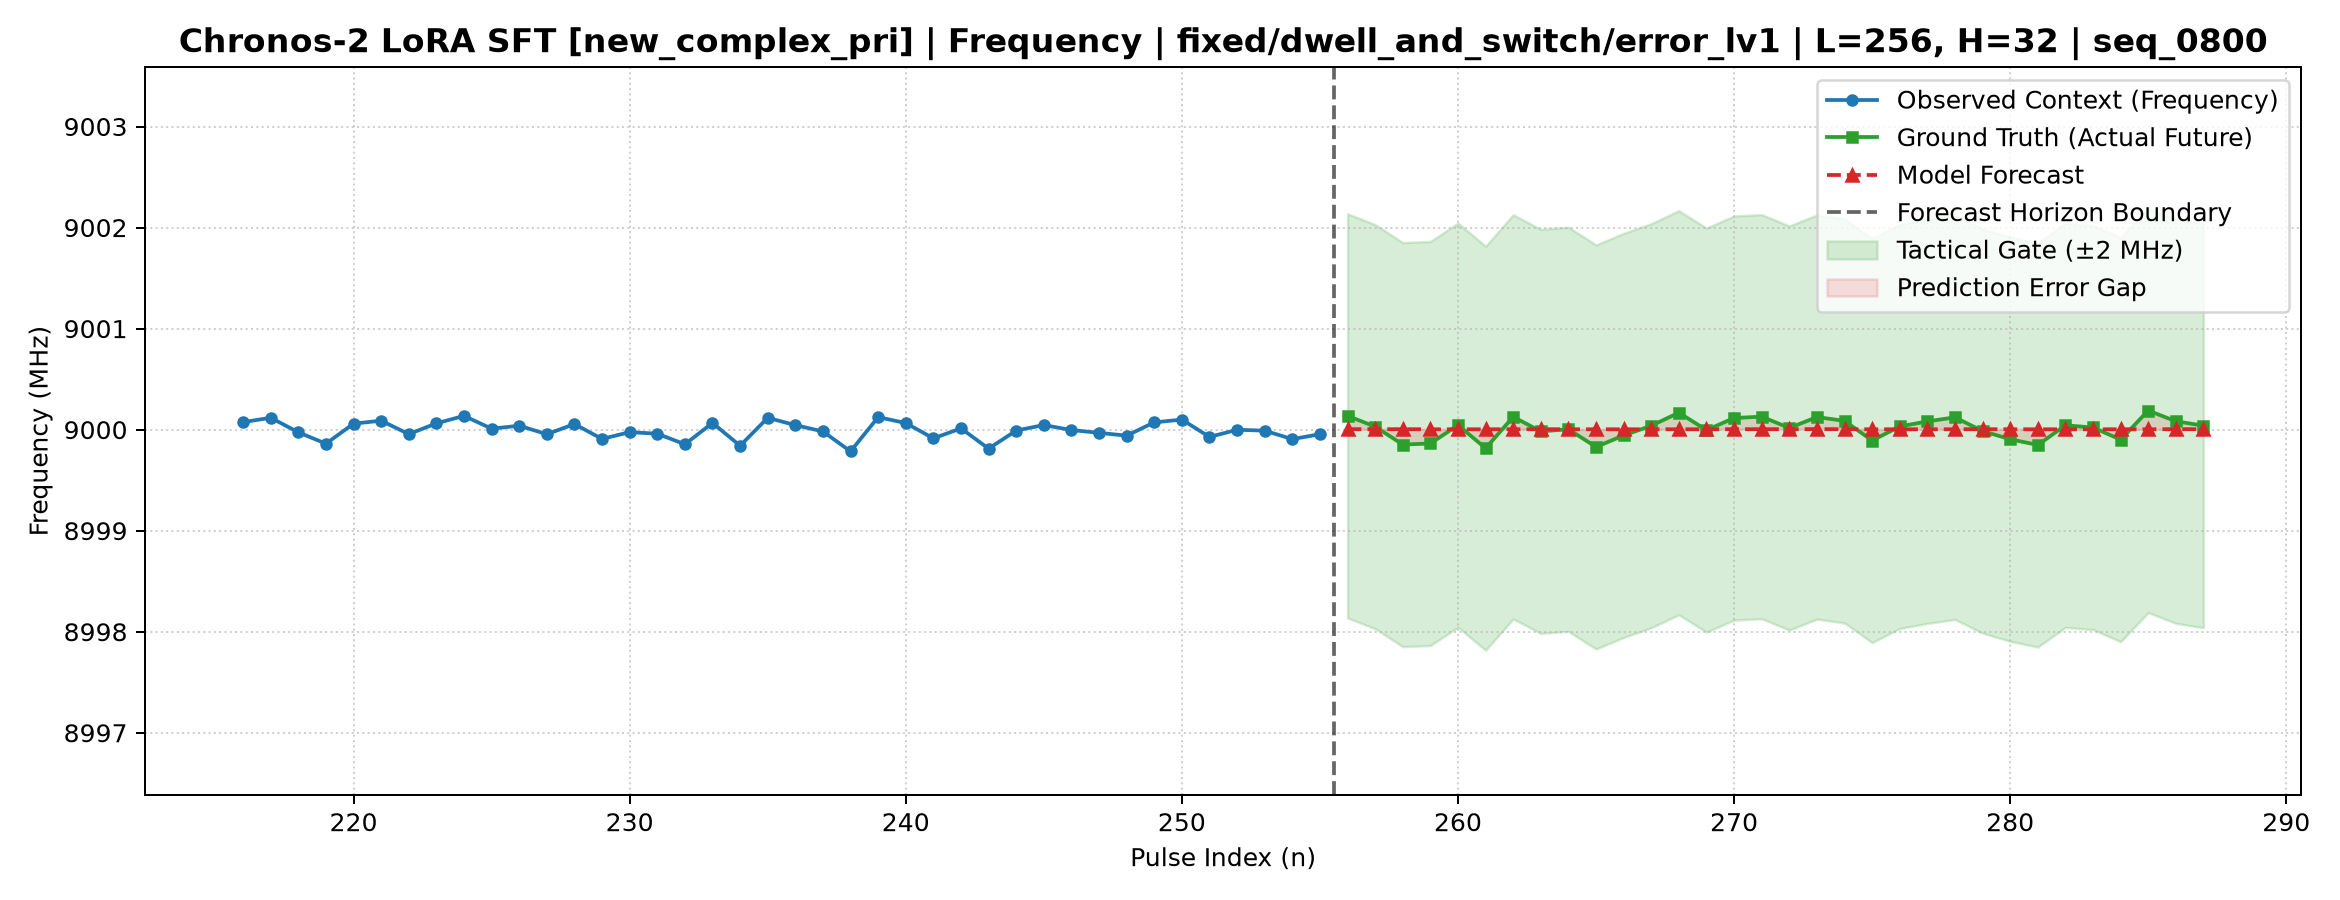 Chronos-2 LoRA SFT [new_complex_pri] | Frequency | fixed/dwell_and_switch/error_lv1 | L=256, H=32 | seq_0800
Observed Context (Frequency)
Ground Truth (Actual Future)
Model Forecast
Forecast Horizon Boundary
Tactical Gate (±2 MHz)
Prediction Error Gap
Frequency (MHz)
9003
9002
9001
9000
8999
8998
8997
220 230 240 250 260 270 280 290
Pulse Index (n)